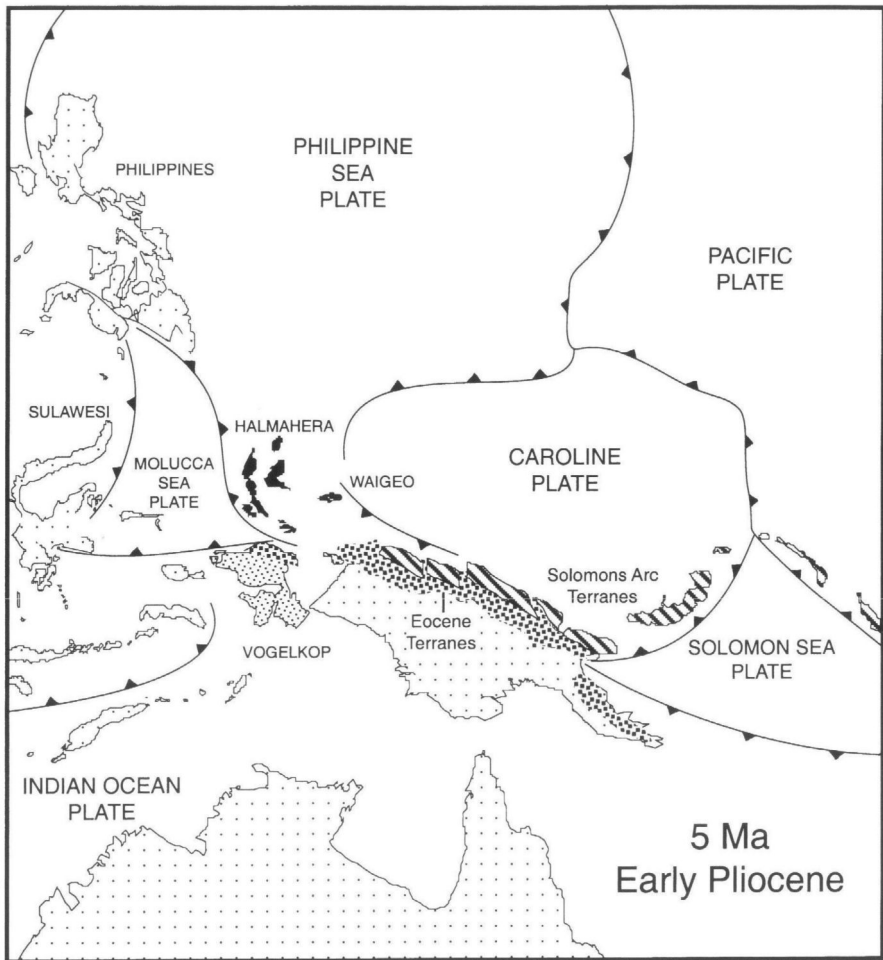 PHILIPPINES
PHILIPPINE
SEA
PLATE
PACIFIC
PLATE
SULAWESI
HALMAHERA
MOLUCCA
SEA
PLATE
WAIGEO
CAROLINE
PLATE
Solomons Arc
Terranes
Eocene
Terranes
VOGELKOP
SOLOMON SEA
PLATE
INDIAN OCEAN
PLATE
5 Ma
Early Pliocene